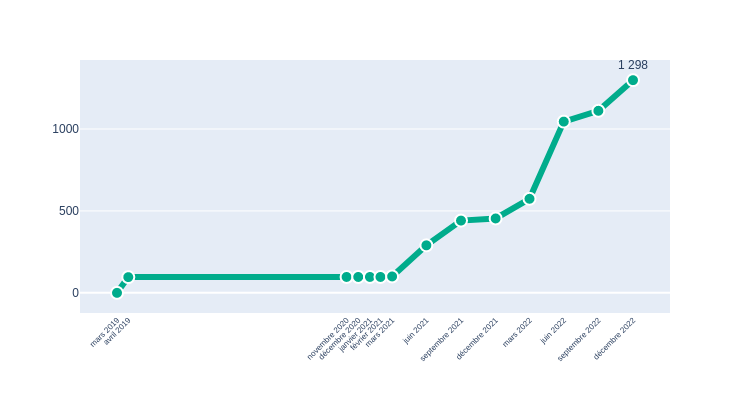 1 298
1000
500
0
mars 2019
avril 2019
novembre 2020
décembre 2020
janvier 2021
février 2021
mars 2021
juin 2021
septembre 2021
décembre 2021
mars 2022
juin 2022
septembre 2022
décembre 2022